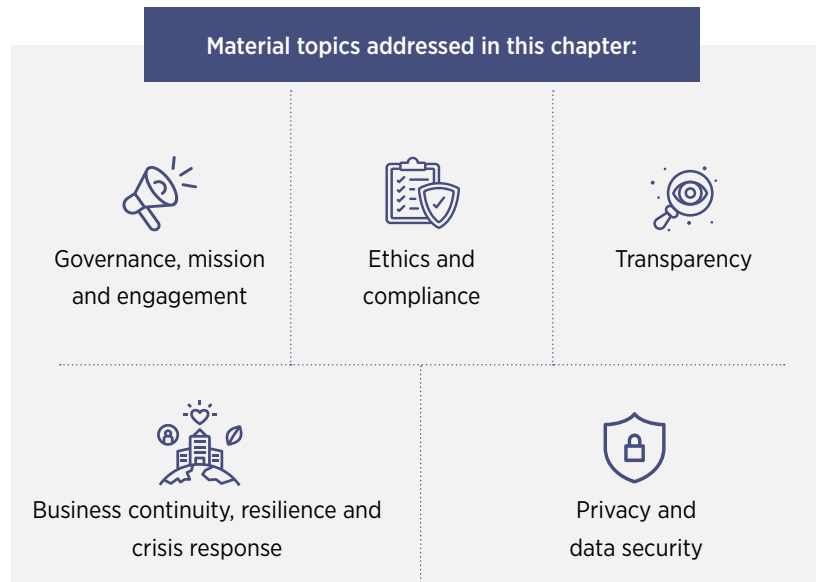 Material topics addressed in this chapter:
Governance, mission
and engagement
Ethics and
compliance
Transparency
Business continuity, resilience and
crisis response
Privacy and
data security